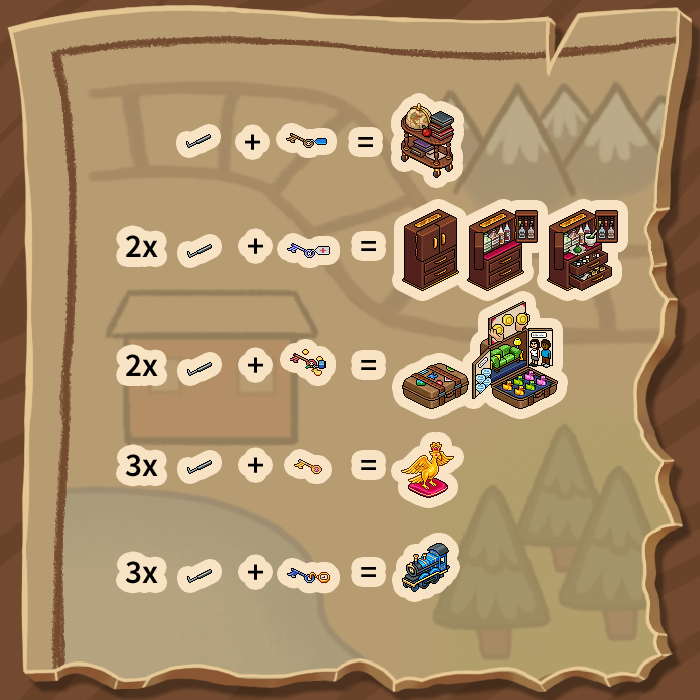 + =
2x + =
2x + =
3x + =
3x + =